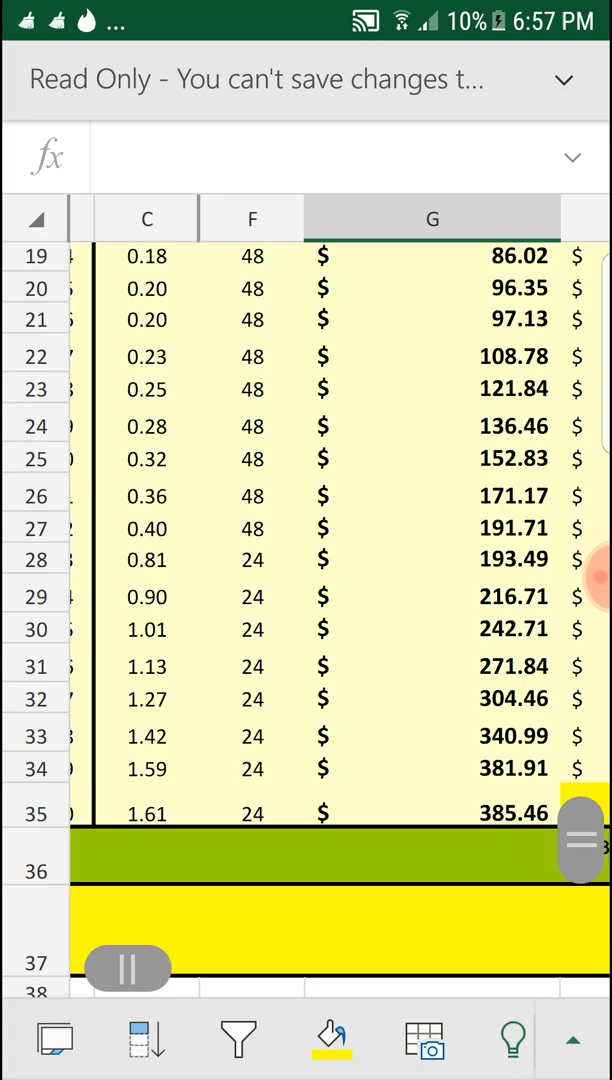 ... 10% 6:57 PM
Read Only - You can't save changes t...
fx
C F G
19 0.18 48 $ 86.02 $
20 0.20 48 $ 96.35 $
21 0.20 48 $ 97.13 $
22 0.23 48 $ 108.78 $
23 0.25 48 $ 121.84 $
24 0.28 48 $ 136.46 $
25 0.32 48 $ 152.83 $
26 0.36 48 $ 171.17 $
27 0.40 48 $ 191.71 $
28 0.81 24 $ 193.49 $
29 0.90 24 $ 216.71 $
30 1.01 24 $ 242.71 $
31 1.13 24 $ 271.84 $
32 1.27 24 $ 304.46 $
33 1.42 24 $ 340.99 $
34 1.59 24 $ 381.91 $
35 1.61 24 $ 385.46
36
37
38